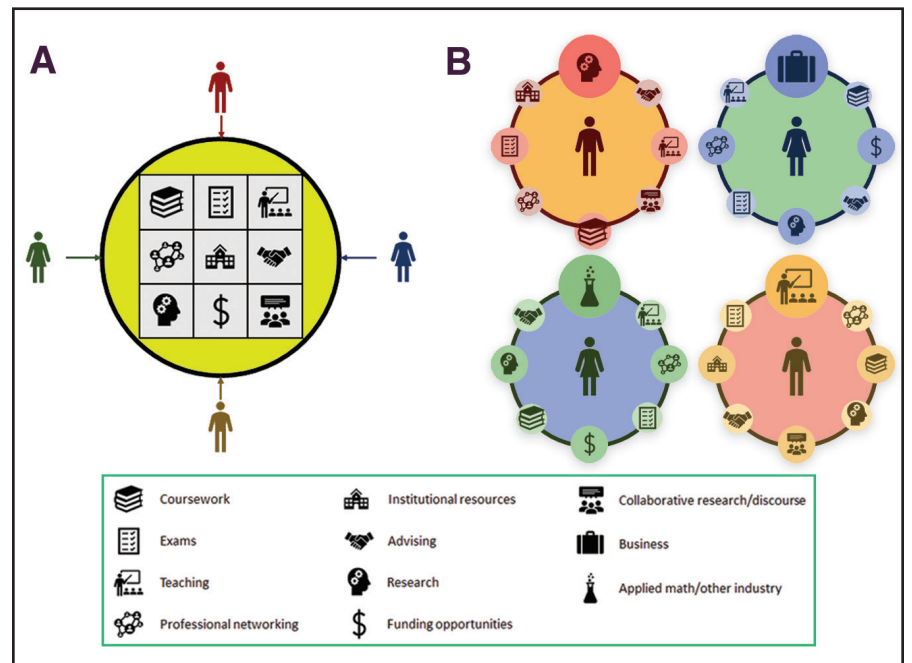 A
B
$
$
$
Coursework
Institutional resources
Collaborative research/discourse
Exams
Advising
Business
Teaching
Research
Applied math/other industry
Professional networking
$
Funding opportunities